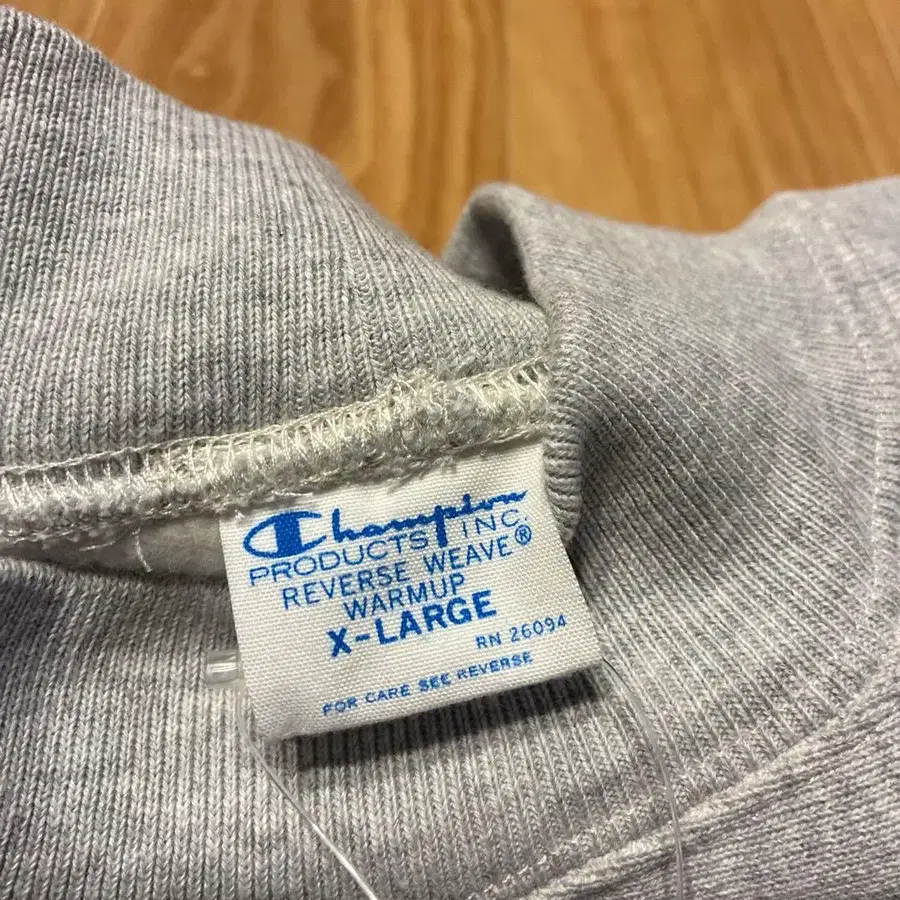 Champion
PRODUCTS INC.
REVERSE WEAVE®
WARMUP
X-LARGE
RN 26094
FOR CARE SEE REVERSE